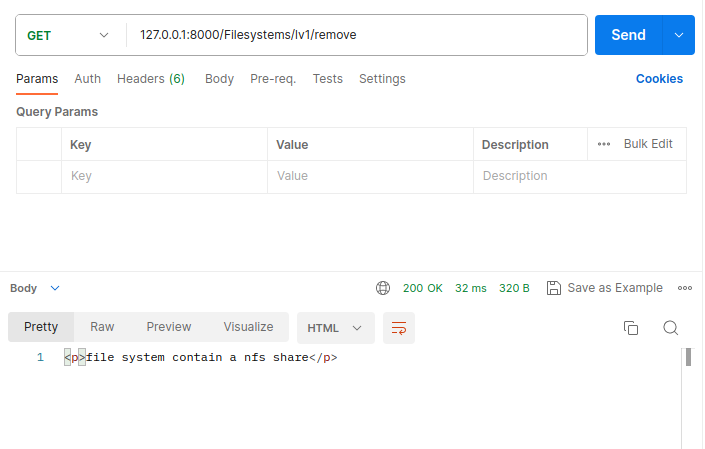 GET 127.0.0.1:8000/Filesystems/lv1/remove Send
Params Auth Headers (6) Body Pre-req. Tests Settings Cookies
Query Params
Key Value Description Bulk Edit
Key Value Description
Body 200 OK 32 ms 320 B Save as Example
Pretty Raw Preview Visualize HTML
1 <p>file system contain a nfs share</p>